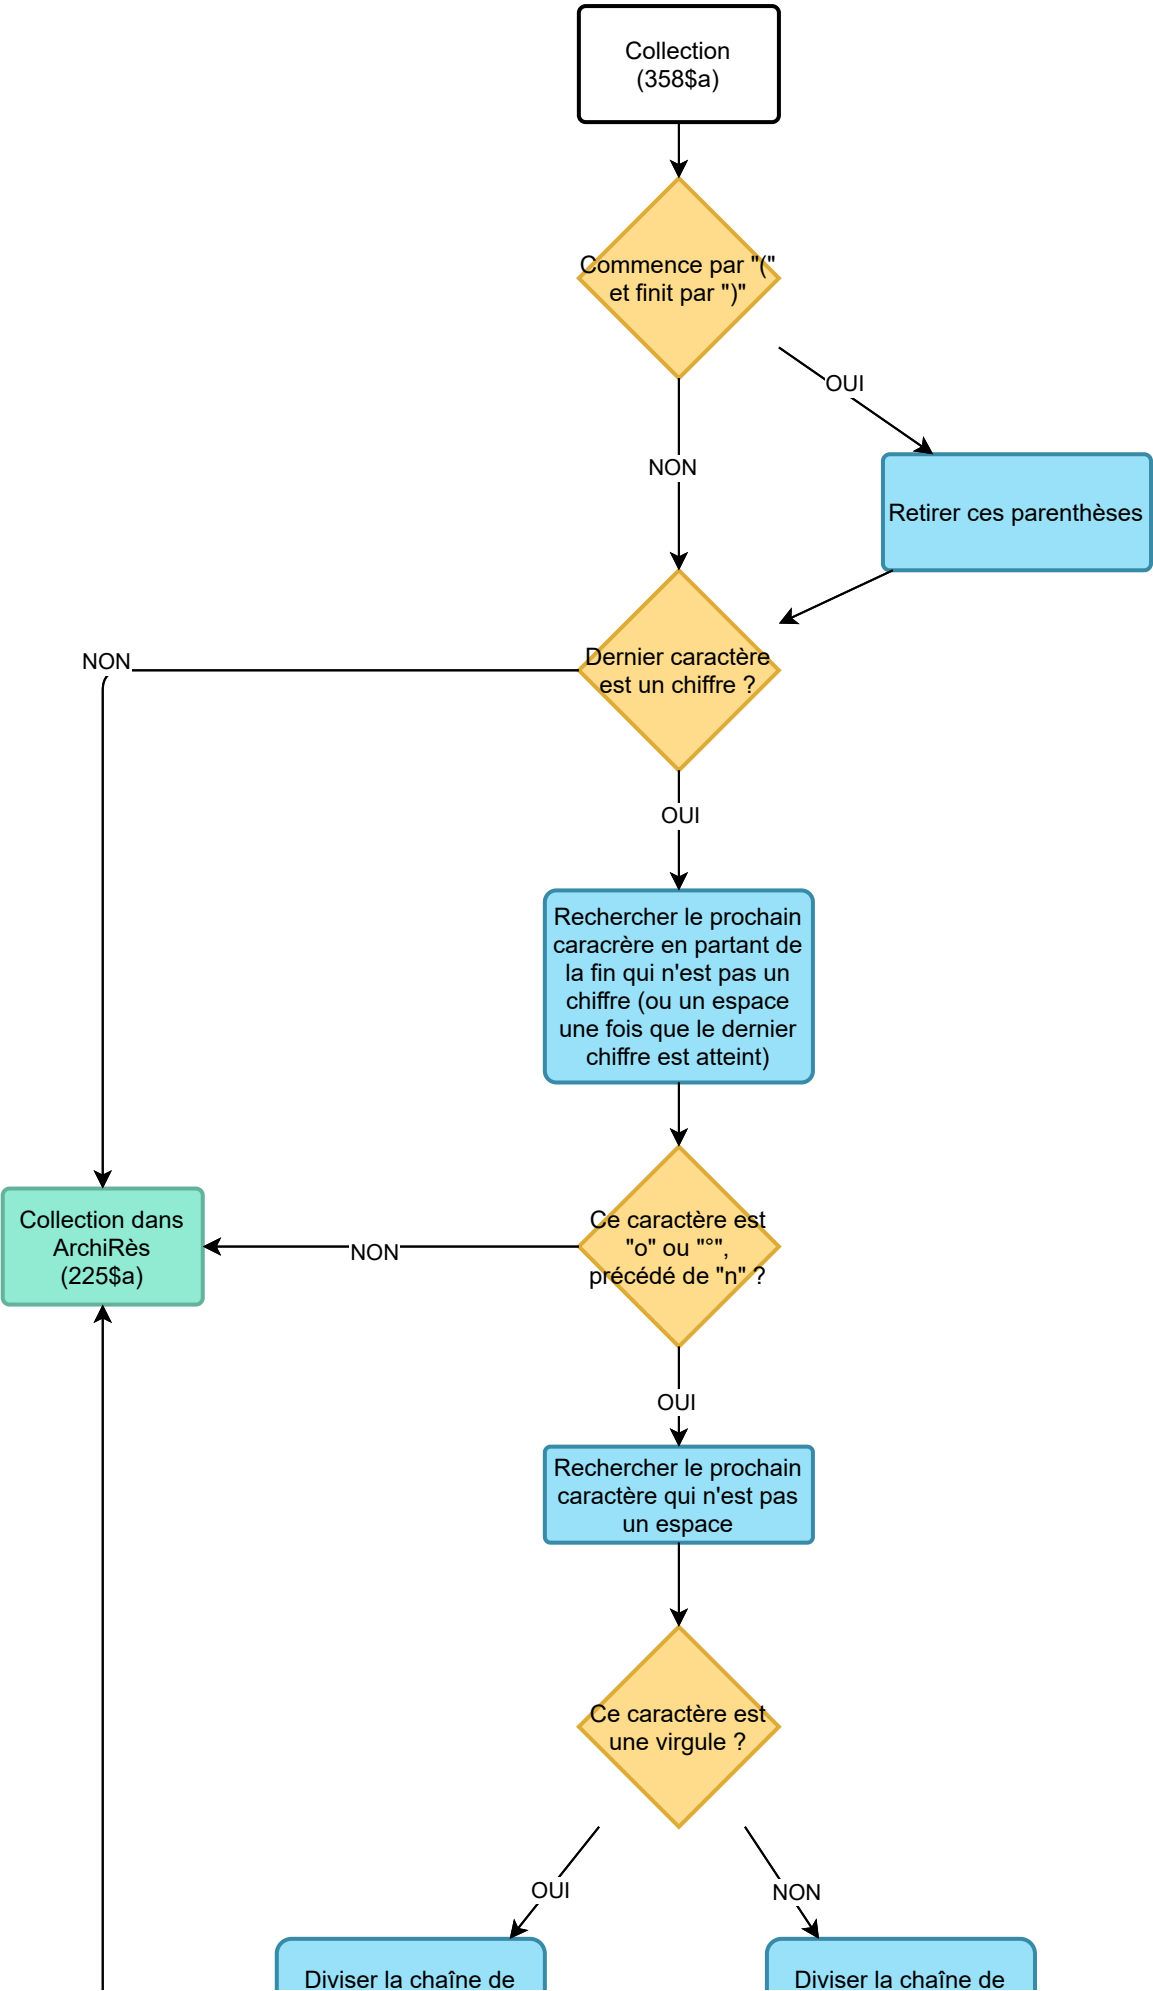 Collection
(358$a)
Commence par "("
et finit par ")"
OUI
NON
Retirer ces parenthèses
Dernier caractère
est un chiffre ?
NON
OUI
Rechercher le prochain
caracrère en partant de
la fin qui n'est pas un
chiffre (ou un espace
une fois que le dernier
chiffre est atteint)
Collection dans
ArchiRès
(225$a)
NON
Ce caractère est
"o" ou "°",
précédé de "n" ?
OUI
Rechercher le prochain
caractère qui n'est pas
un espace
Ce caractère est
une virgule ?
OUI
NON
Diviser la chaîne de
Diviser la chaîne de